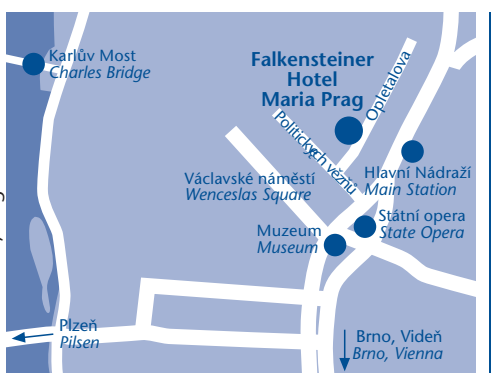 Karlův Most
Charles Bridge
Falkensteiner
Hotel
Maria Prag
Opletalova
Politických vězňů
Hlavní Nádraží
Main Station
Václavské náměstí
Wenceslas Square
Státní opera
State Opera
Muzeum
Museum
Plzeň
Pilsen
Brno, Videň
Brno, Vienna